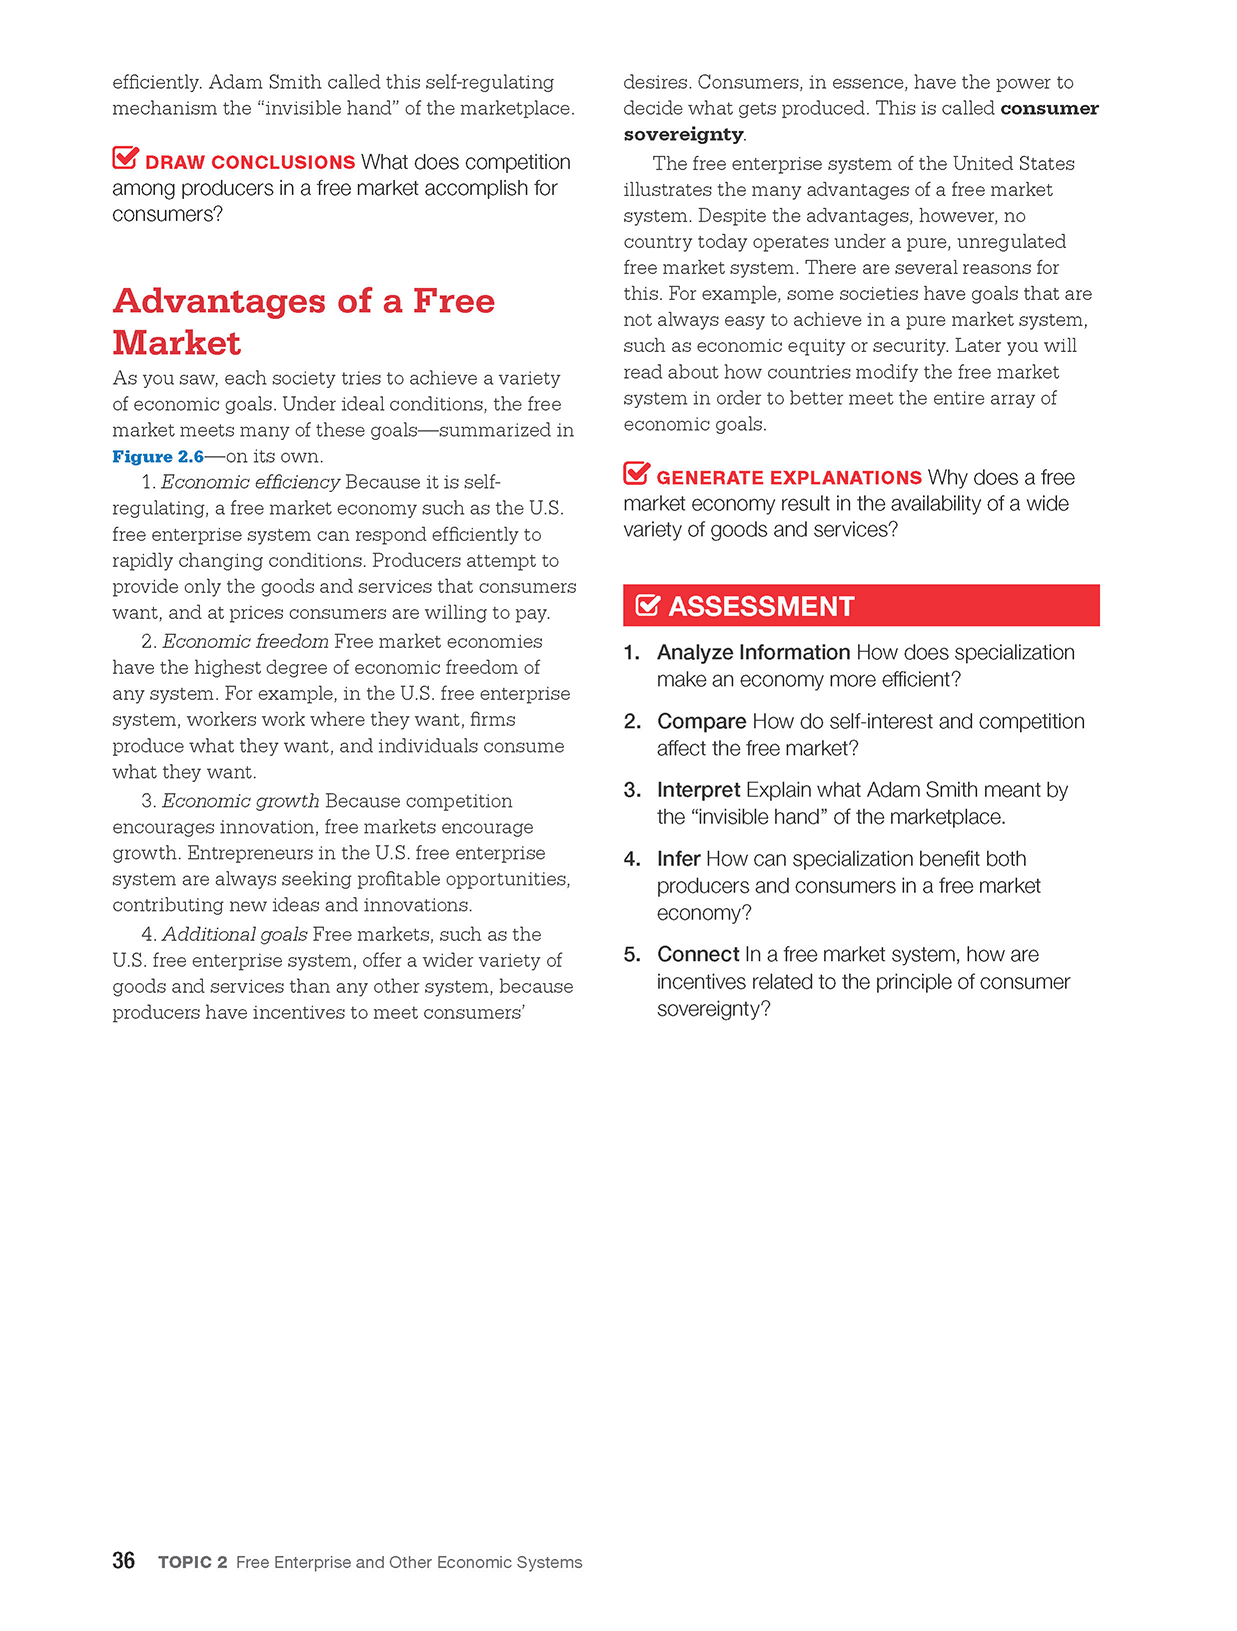 efficiently. Adam Smith called this self-regulating
mechanism the “invisible hand” of the marketplace.
DRAW CONCLUSIONS What does competition
among producers in a free market accomplish for
consumers?
Advantages of a Free
Market
As you saw, each society tries to achieve a variety
of economic goals. Under ideal conditions, the free
market meets many of these goals—summarized in
Figure 2.6—on its own.
1. Economic efficiency Because it is self-
regulating, a free market economy such as the U.S.
free enterprise system can respond efficiently to
rapidly changing conditions. Producers attempt to
provide only the goods and services that consumers
want, and at prices consumers are willing to pay.
2. Economic freedom Free market economies
have the highest degree of economic freedom of
any system. For example, in the U.S. free enterprise
system, workers work where they want, firms
produce what they want, and individuals consume
what they want.
3. Economic growth Because competition
encourages innovation, free markets encourage
growth. Entrepreneurs in the U.S. free enterprise
system are always seeking profitable opportunities,
contributing new ideas and innovations.
4. Additional goals Free markets, such as the
U.S. free enterprise system, offer a wider variety of
goods and services than any other system, because
producers have incentives to meet consumers’
desires. Consumers, in essence, have the power to
decide what gets produced. This is called consumer
sovereignty.
The free enterprise system of the United States
illustrates the many advantages of a free market
system. Despite the advantages, however, no
country today operates under a pure, unregulated
free market system. There are several reasons for
this. For example, some societies have goals that are
not always easy to achieve in a pure market system,
such as economic equity or security. Later you will
read about how countries modify the free market
system in order to better meet the entire array of
economic goals.
GENERATE EXPLANATIONS Why does a free
market economy result in the availability of a wide
variety of goods and services?
ASSESSMENT
1. Analyze Information How does specialization
make an economy more efficient?
2. Compare How do self-interest and competition
affect the free market?
3. Interpret Explain what Adam Smith meant by
the “invisible hand” of the marketplace.
4. Infer How can specialization benefit both
producers and consumers in a free market
economy?
5. Connect In a free market system, how are
incentives related to the principle of consumer
sovereignty?
36 TOPIC 2 Free Enterprise and Other Economic Systems